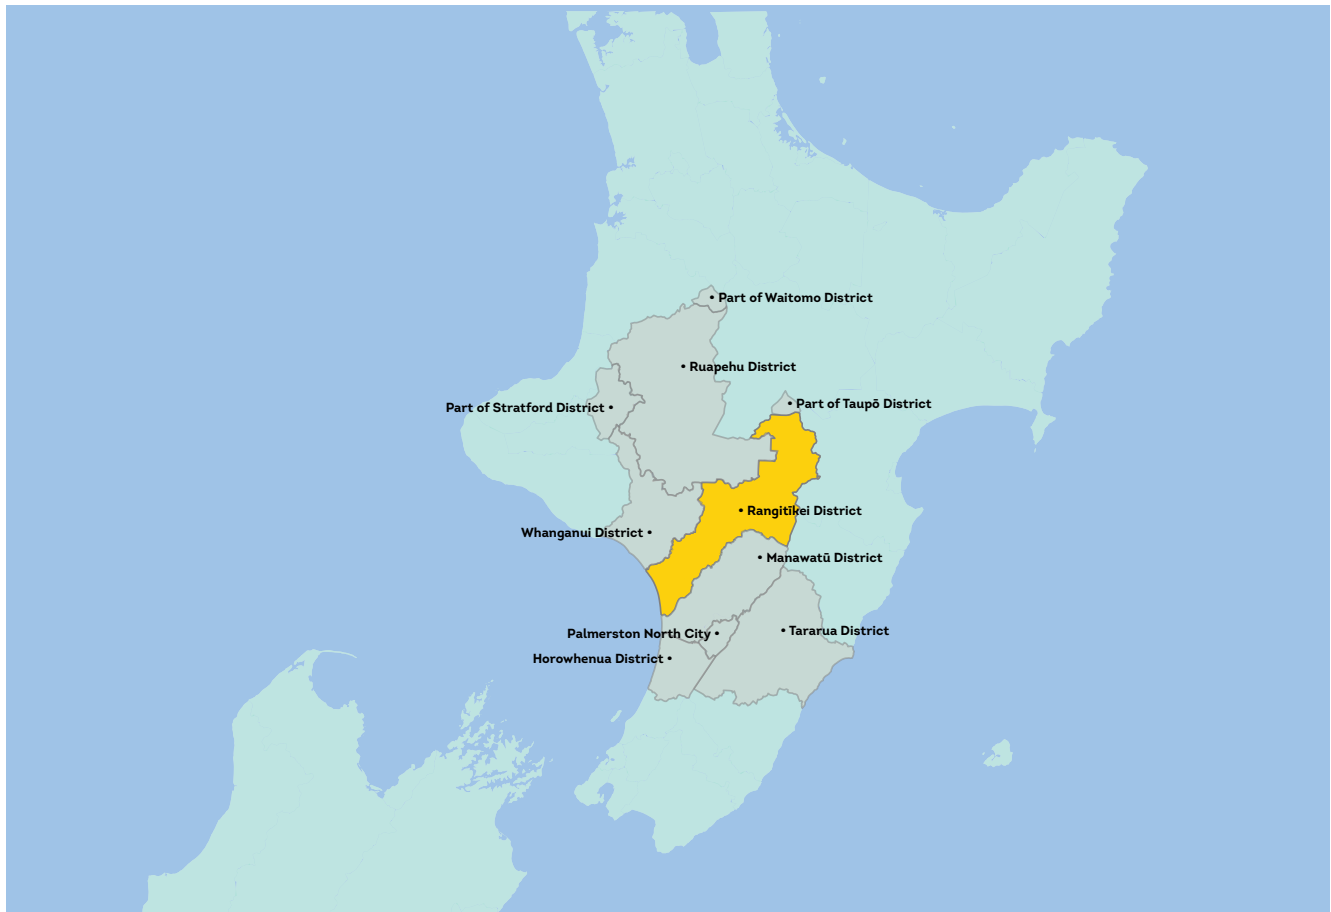 • Part of Waitomo District
• Ruapehu District
• Part of Taupō District
Part of Stratford District •
• Rangitīkei District
Whanganui District •
• Manawatū District
• Tararua District
Palmerston North City •
Horowhenua District •